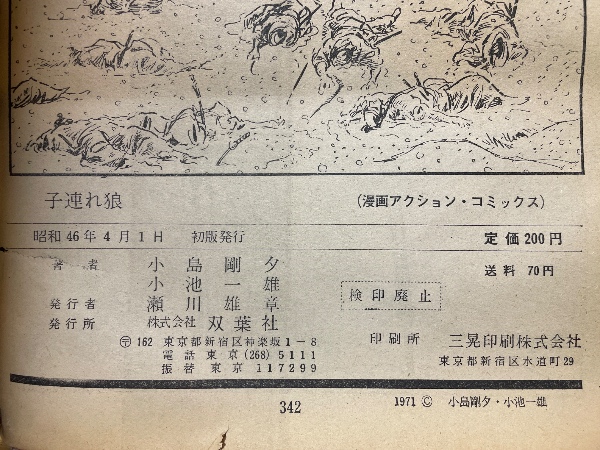 子連れ狼 (漫画アクション・コミックス)
昭和46年4月1日 初版発行 定価200円
著者 小島剛夕 送料 70円
小池一雄
発行者 瀬川雄章 検印廃止
発行所 株式会社 双葉社 印刷所 三晃印刷株式会社
〒162 東京都新宿区神楽坂1-8
東京都新宿区水道町29
電話 東京 (268) 5111
振替 東京 117299
342
1971 © 小島剛夕・小池一雄